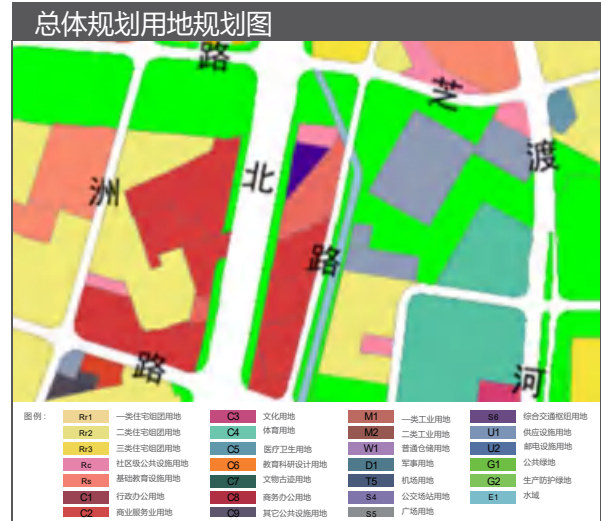 总体规划用地规划图
路
芝
渡
洲
北
路
路
河
图例：
Rr1 一类住宅组团用地
Rr2 二类住宅组团用地
Rr3 三类住宅组团用地
Rc 社区级公共设施用地
Rs 基础教育设施用地
C1 行政办公用地
C2 商业服务业用地
C3 文化用地
C4 体育用地
C5 医疗卫生用地
C6 教育科研设计用地
C7 文物古迹用地
C8 商务办公用地
C9 其它公共设施用地
M1 一类工业用地
M2 二类工业用地
W1 普通仓储用地
D1 军事用地
T5 机场用地
S4 公交场站用地
S5 广场用地
S6 综合交通枢纽用地
U1 供应设施用地
U2 邮电设施用地
G1 公共绿地
G2 生产防护绿地
E1 水域